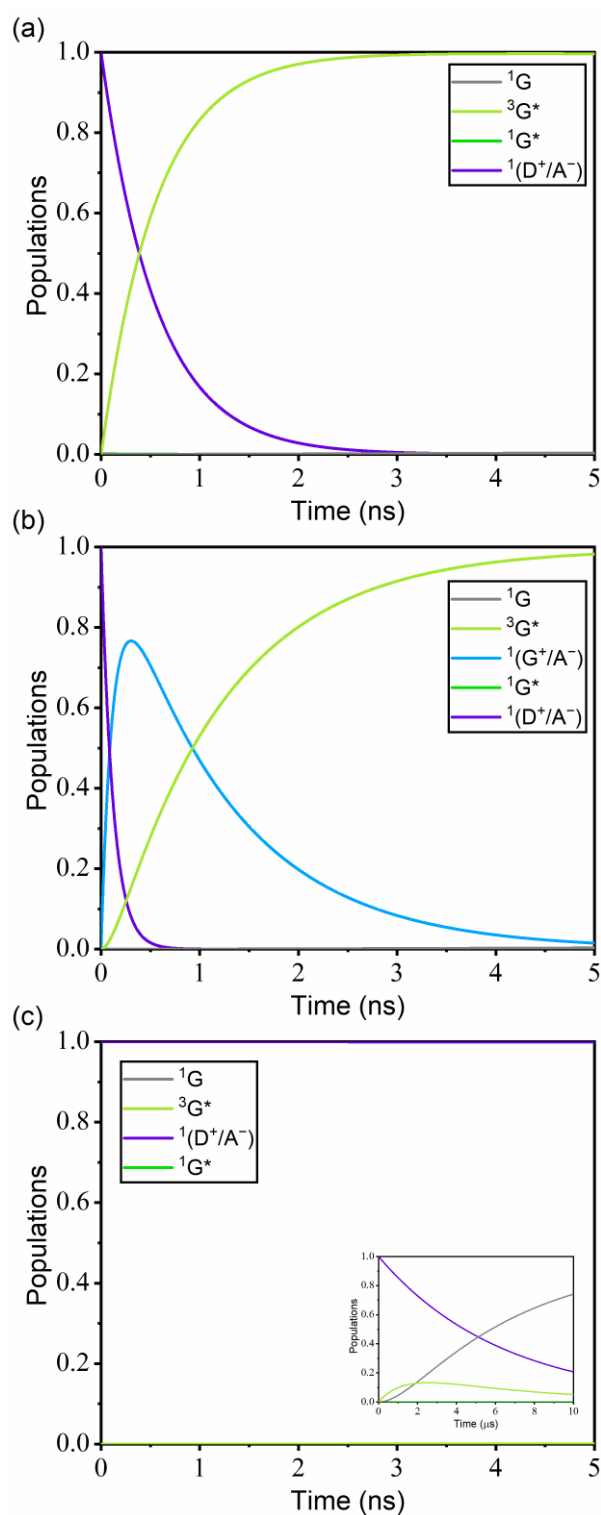 (a)
1.0
0.8
0.6
0.4
0.2
0.0
Populations
¹G
³G*
¹G*
¹(D⁺/A⁻)
0 1 2 3 4 5
Time (ns)
(b)
1.0
0.8
0.6
0.4
0.2
0.0
Populations
¹G
³G*
¹(G⁺/A⁻)
¹G*
¹(D⁺/A⁻)
0 1 2 3 4 5
Time (ns)
(c)
1.0
0.8
0.6
0.4
0.2
0.0
Populations
¹G
³G*
¹(D⁺/A⁻)
¹G*
1.0
0.8
0.6
0.4
0.2
0.0
Populations
0 2 4 6 8 10
Time (μs)
0 1 2 3 4 5
Time (ns)